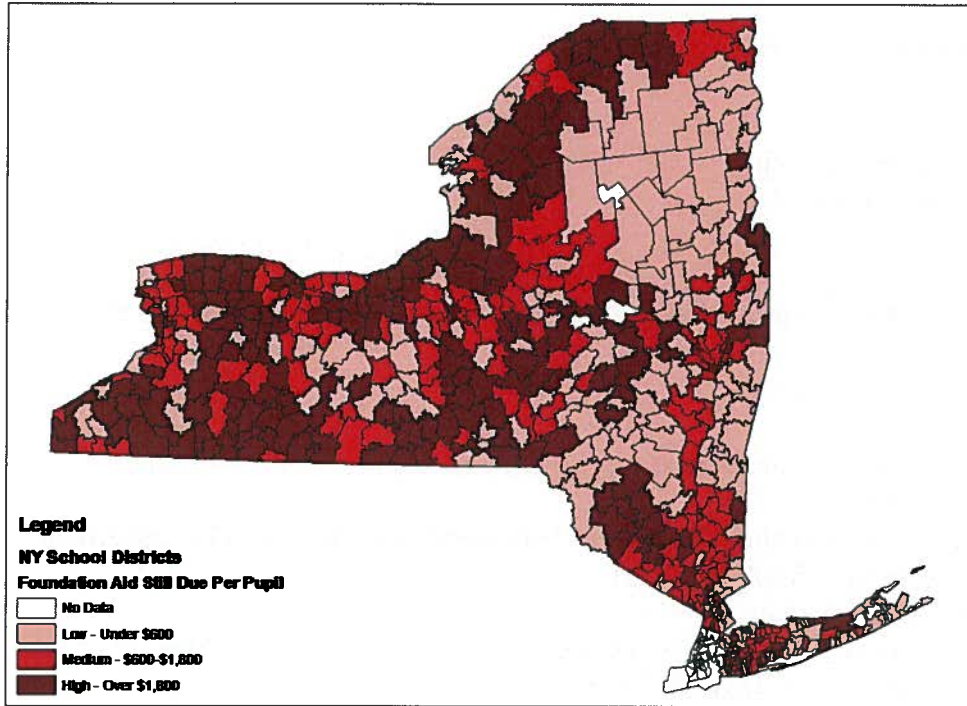 Legend
NY School Districts
Foundation Aid Still Due Per Pupil
No Data
Low - Under $600
Medium - $600-$1,800
High - Over $1,800